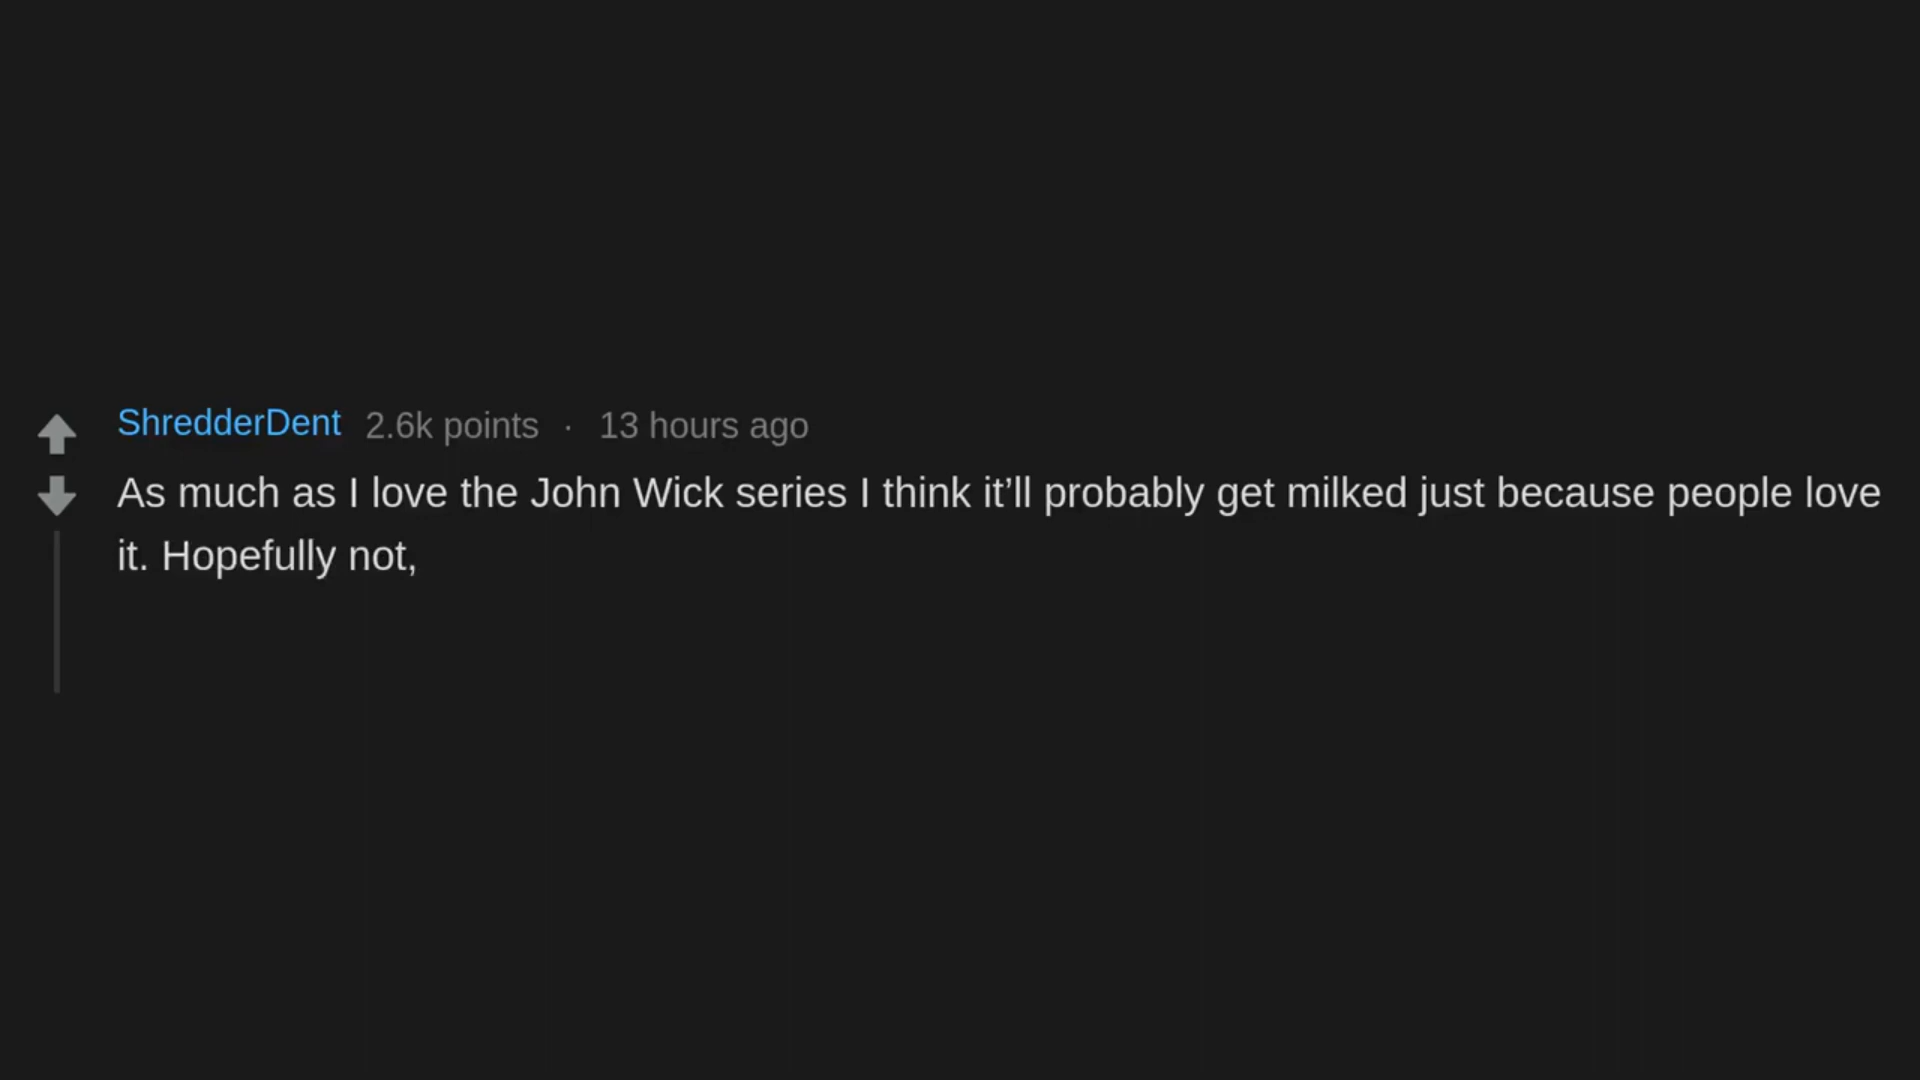 ShredderDent 2.6k points · 13 hours ago
As much as I love the John Wick series I think it’ll probably get milked just because people love
it. Hopefully not,